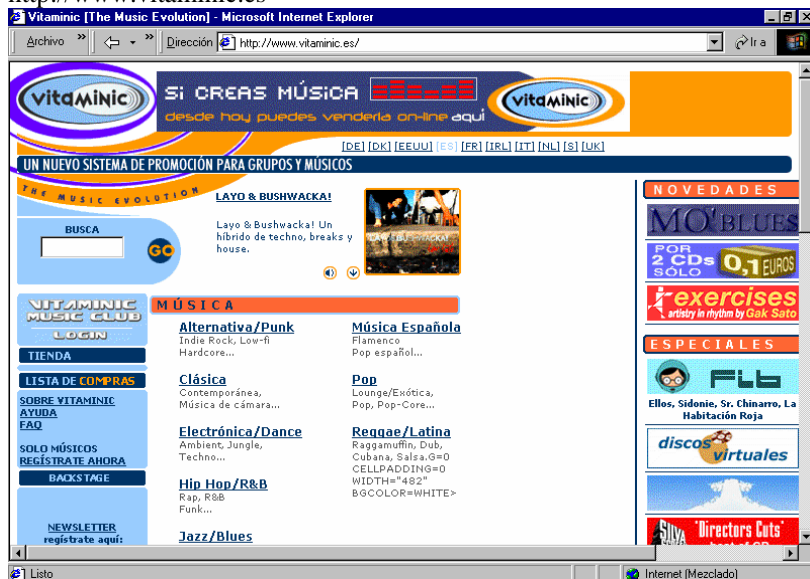 http://www.vitaminic.es
Vitaminic [The Music Evolution] - Microsoft Internet Explorer
Archivo » » Dirección http://www.vitaminic.es/ Ir a
vitaminic
Si CREAS MÚSiCA
desde hoy puedes venderla on-line aquí
vitaminic
[DE] [DK] [EEUU] [ES] [FR] [IRL] [IT] [NL] [S] [UK]
UN NUEVO SISTEMA DE PROMOCIÓN PARA GRUPOS Y MÚSICOS
THE MUSIC EVOLUTION
BUSCA
GO
LAYO & BUSHWACKA!
Layo & Bushwacka! Un
híbrido de techno, breaks y
house.
VITAMINIC
MUSIC CLUB
LOGIN
TIENDA
LISTA DE COMPRAS
SOBRE VITAMINIC
AYUDA
FAQ
SOLO MÚSICOS
REGÍSTRATE AHORA
BACKSTAGE
NEWSLETTER
regístrate aquí:
MÚSICA
Alternativa/Punk
Indie Rock, Low-fi
Hardcore...
Clásica
Contemporánea,
Música de cámara...
Electrónica/Dance
Ambient, Jungle,
Techno...
Hip Hop/R&B
Rap, R&B
Funk...
Jazz/Blues
Música Española
Flamenco
Pop español...
Pop
Lounge/Exótica,
Pop, Pop-Core...
Reggae/Latina
Raggamuffin, Dub,
Cubana, Salsa.G=0
CELLPADDING=0
WIDTH="482"
BGCOLOR=WHITE>
NOVEDADES
MO'BLUES
POR
2 CDs
SÓLO
0,1 EUROS
exercises
artistry in rhythm by Gak Sato
ESPECIALES
FLIb
Ellos, Sidonie, Sr. Chinarro, La
Habitación Roja
discos
virtuales
Silva
'Directors Cuts'
Listo
Internet (Mezclado)